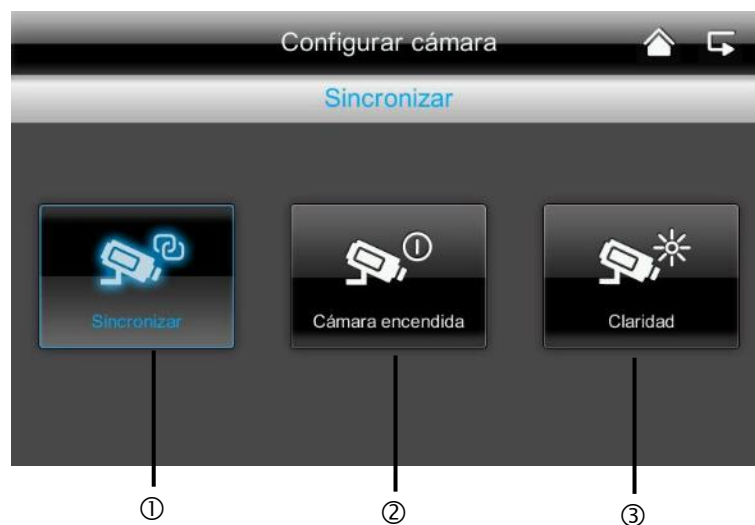 Configurar cámara
Sincronizar
Sincronizar
Cámara encendida
Claridad
① ② ③